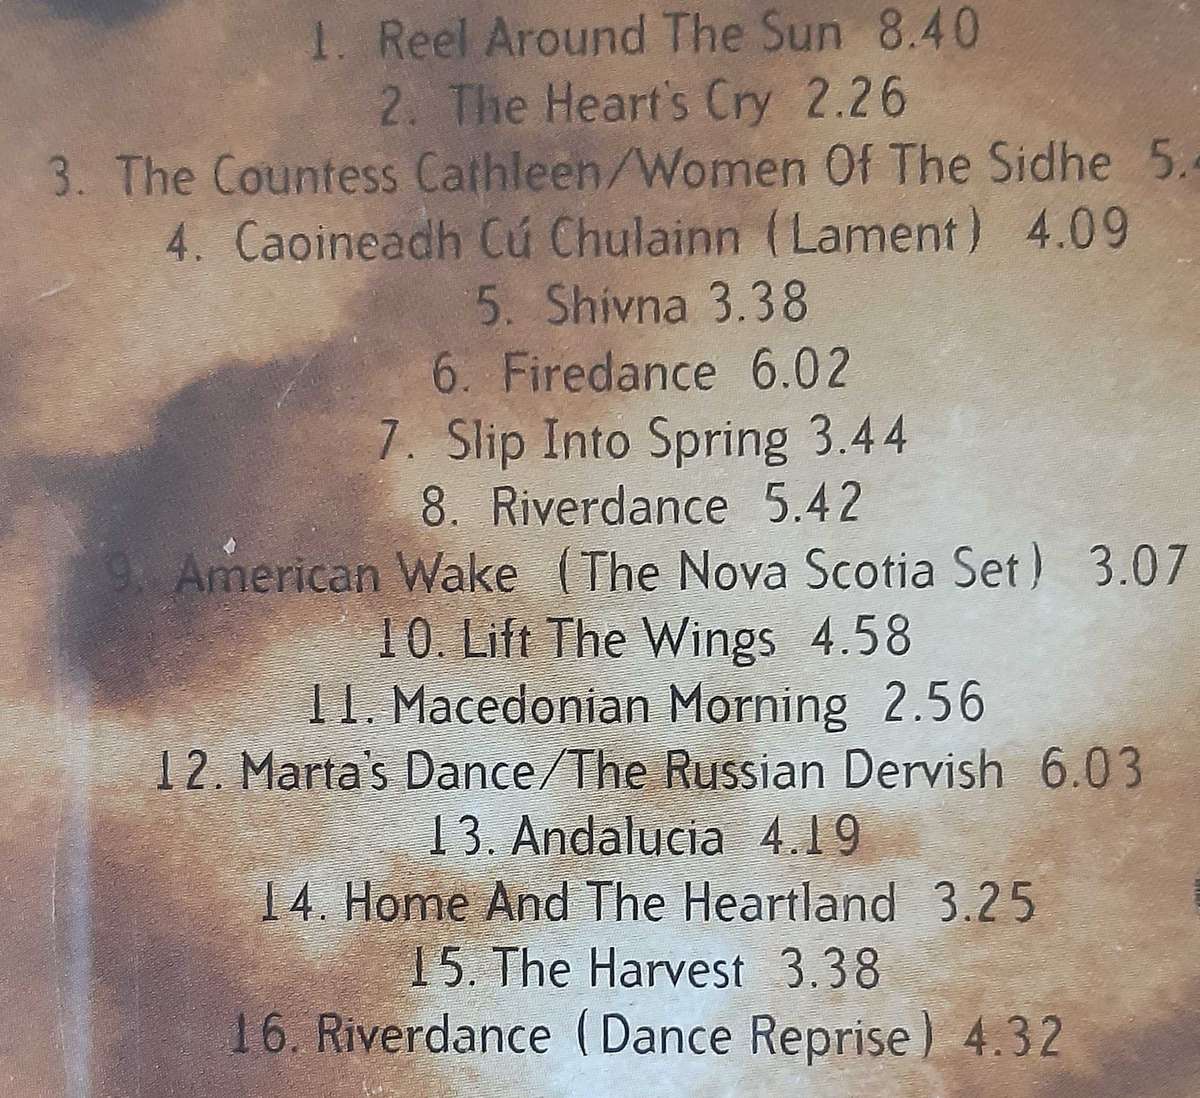 1. Reel Around The Sun 8.40
2. The Heart's Cry 2.26
3. The Countess Cathleen/Women Of The Sidhe 5.
4. Caoineadh Cú Chulainn (Lament) 4.09
5. Shivna 3.38
6. Firedance 6.02
7. Slip Into Spring 3.44
8. Riverdance 5.42
9. American Wake (The Nova Scotia Set) 3.07
10. Lift The Wings 4.58
11. Macedonian Morning 2.56
12. Marta's Dance/The Russian Dervish 6.03
13. Andalucia 4.19
14. Home And The Heartland 3.25
15. The Harvest 3.38
16. Riverdance (Dance Reprise) 4.32